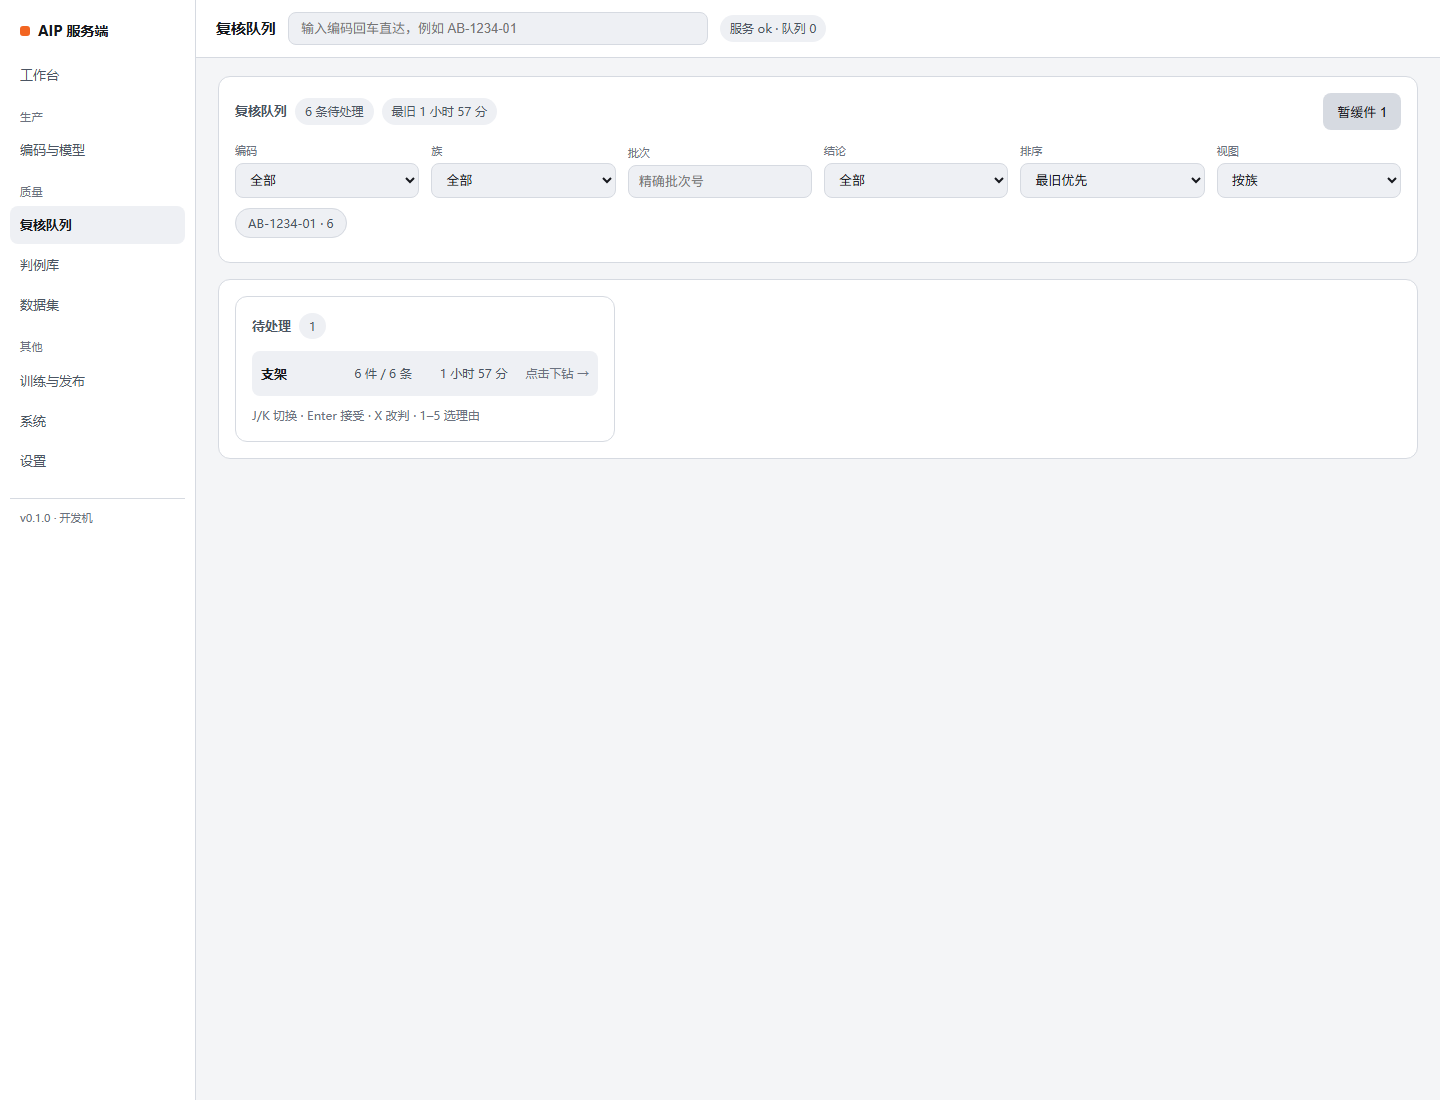 AIP 服务端
工作台
生产
编码与模型
质量
复核队列
判例库
数据集
其他
训练与发布
系统
设置
v0.1.0 · 开发机
复核队列
输入编码回车直达，例如 AB-1234-01
服务 ok · 队列 0
复核队列
6 条待处理
最旧 1 小时 57 分
暂缓件 1
编码
族
批次
结论
排序
视图
全部
全部
精确批次号
全部
最旧优先
按族
AB-1234-01 · 6
待处理
1
支架
6 件 / 6 条
1 小时 57 分
点击下钻 →
J/K 切换 · Enter 接受 · X 改判 · 1–5 选理由